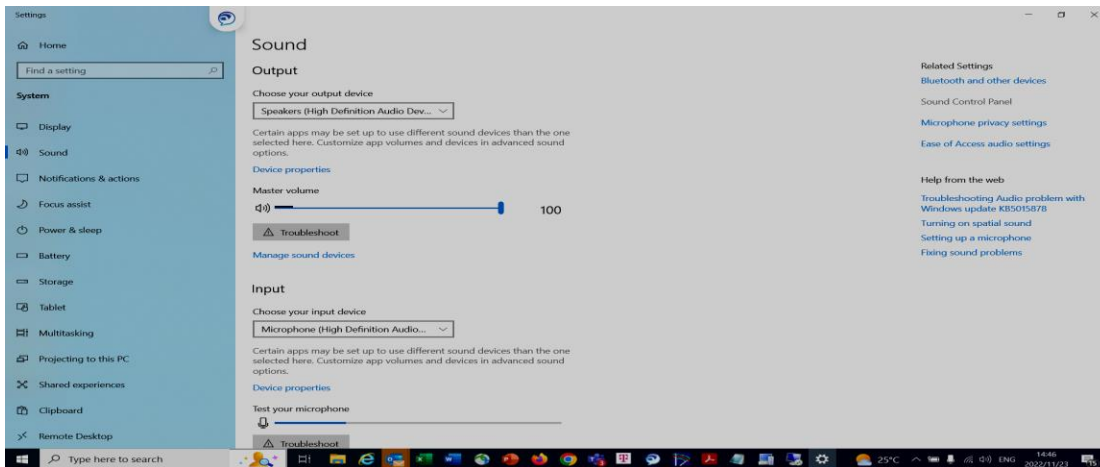 Settings
Home
Find a setting
System
Display
Sound
Notifications & actions
Focus assist
Power & sleep
Battery
Storage
Tablet
Multitasking
Projecting to this PC
Shared experiences
Clipboard
Remote Desktop
Sound
Output
Choose your output device
Speakers (High Definition Audio Dev...
Certain apps may be set up to use different sound devices than the one
selected here. Customize app volumes and devices in advanced sound
options.
Device properties
Master volume
100
Troubleshoot
Manage sound devices
Input
Choose your input device
Microphone (High Definition Audio...
Certain apps may be set up to use different sound devices than the one
selected here. Customize app volumes and devices in advanced sound
options.
Device properties
Test your microphone
Troubleshoot
Related Settings
Bluetooth and other devices
Sound Control Panel
Microphone privacy settings
Ease of Access audio settings
Help from the web
Troubleshooting Audio problem with
Windows update KB5015878
Turning on spatial sound
Setting up a microphone
Fixing sound problems
Type here to search
25°C
ENG
14:46
2022/11/23